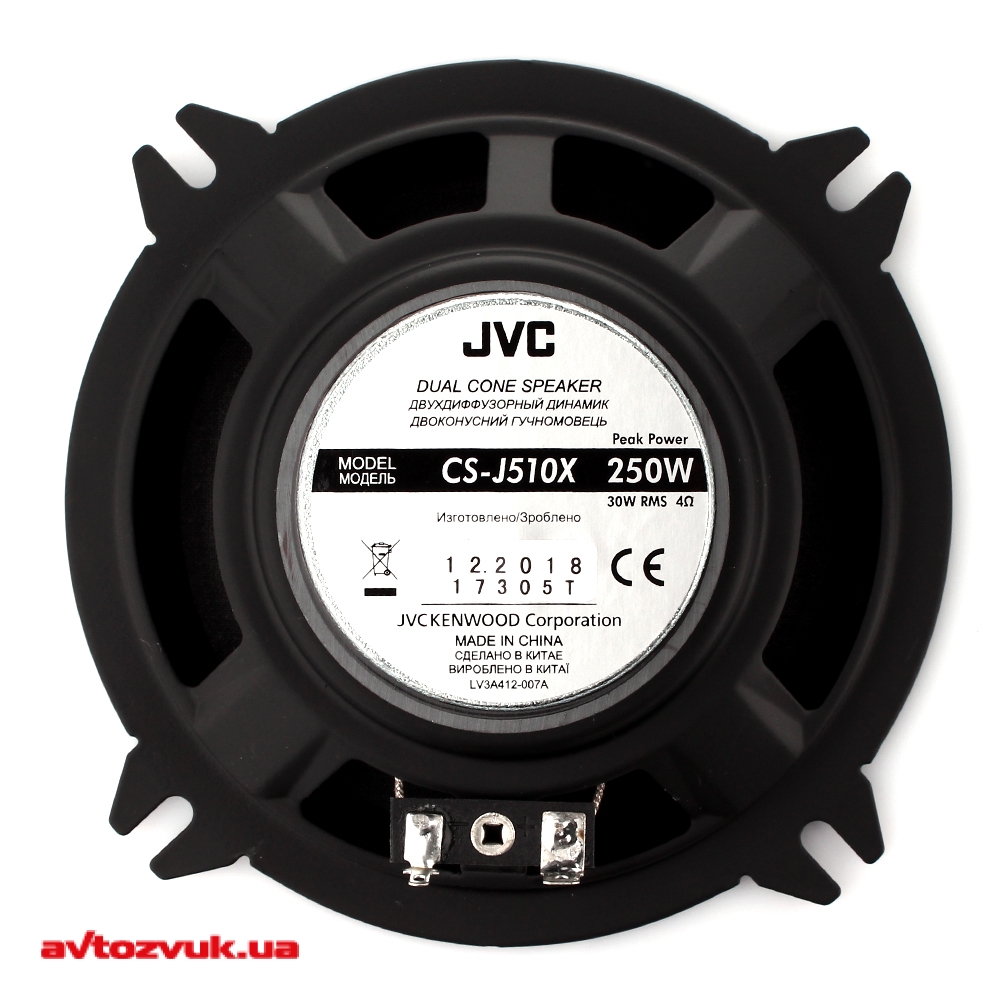 JVC
DUAL CONE SPEAKER
ДВУХДИФФУЗОРНЫЙ ДИНАМИК
ДВОКОНУСНИЙ ГУЧНОМОВЕЦЬ
Peak Power
MODEL CS-J510X 250W
МОДЕЛЬ
30W RMS 4Ω
Изготовлено/Зроблено
12.2018
17305T
CE
JVCKENWOOD Corporation
MADE IN CHINA
СДЕЛАНО В КИТАЕ
ВИРОБЛЕНО В КИТАЇ
LV3A412-007A
avtozvuk.ua